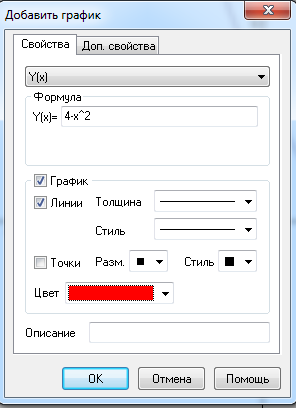 Добавить график
Свойства Доп. свойства
Y(x)
Формула
Y(x)= 4-x^2
График
Линии Толщина
Стиль
Точки Разм. Стиль
Цвет
Описание
OK Отмена Помощь